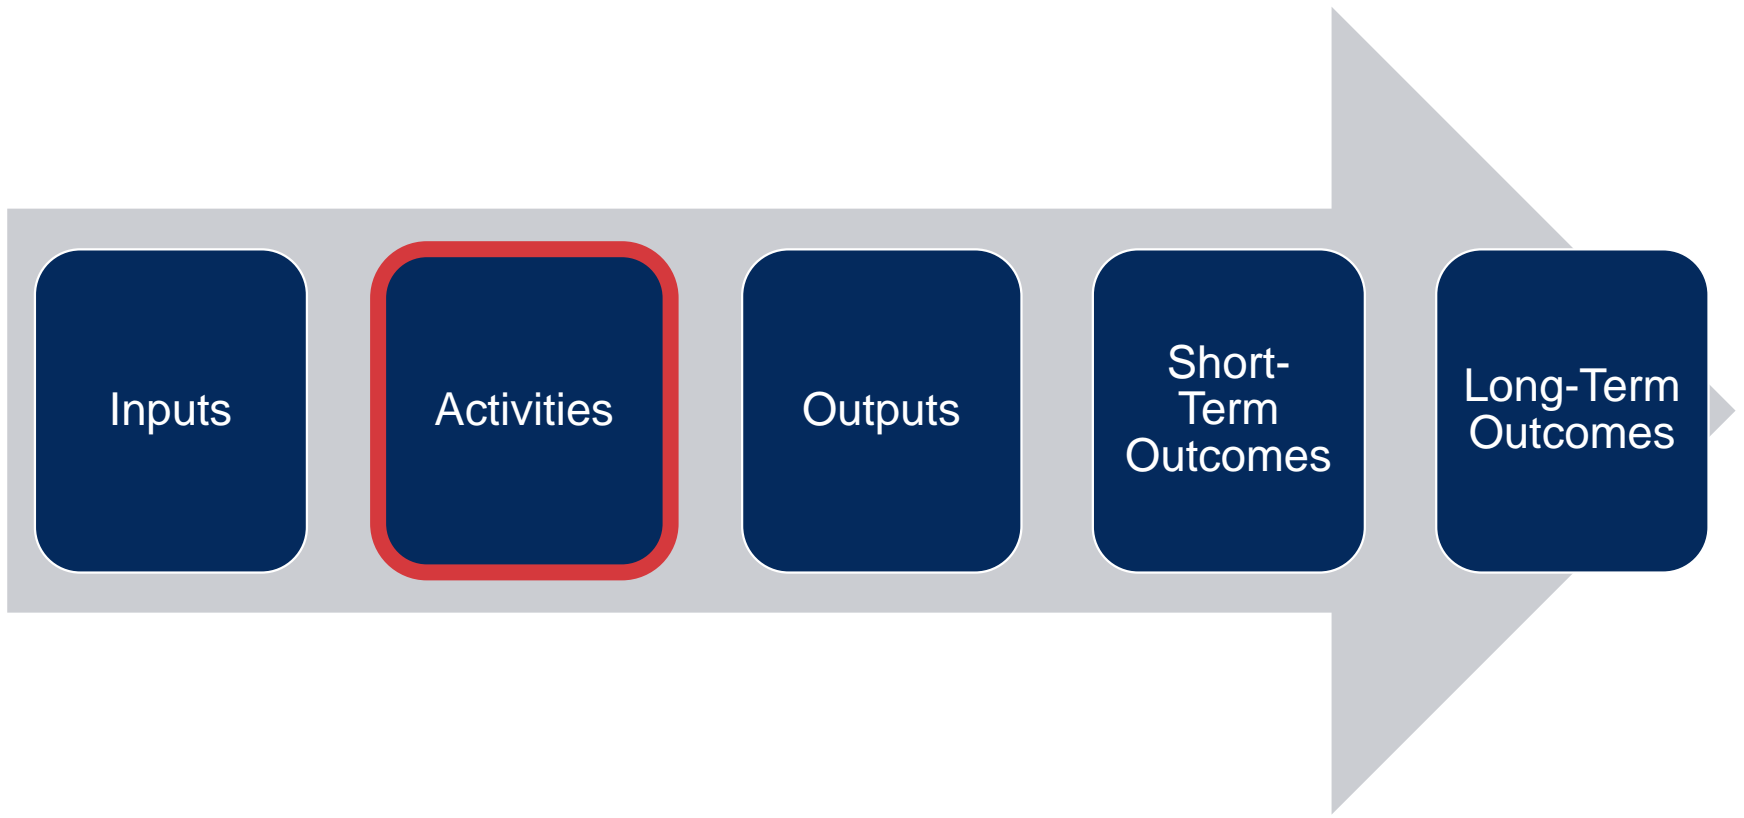 Inputs
Activities
Outputs
Short-
Term
Outcomes
Long-Term
Outcomes